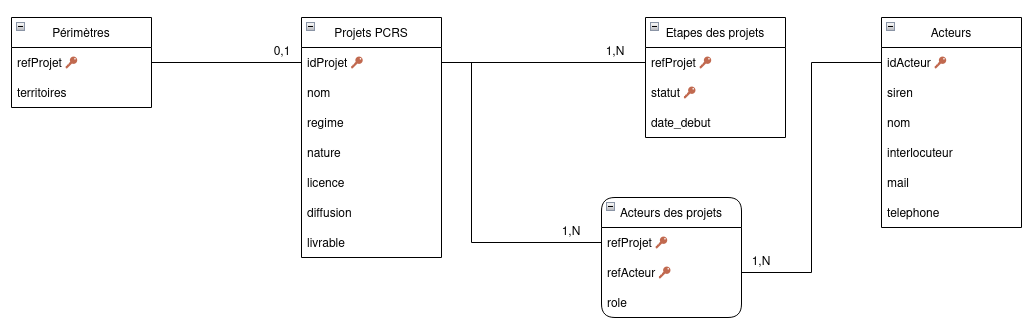 Périmètres
refProjet
territoires
0,1
Projets PCRS
idProjet
nom
regime
nature
licence
diffusion
livrable
1,N
Etapes des projets
refProjet
statut
date_debut
1,N
Acteurs des projets
refProjet
refActeur
role
1,N
Acteurs
idActeur
siren
nom
interlocuteur
mail
telephone